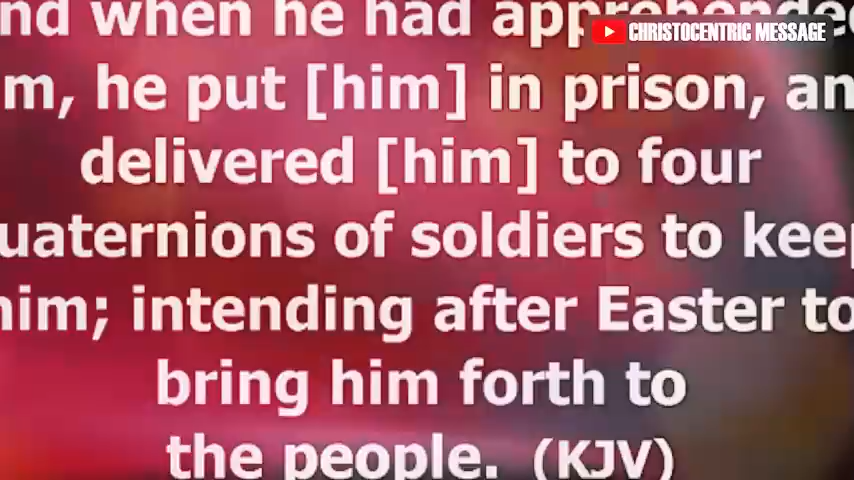 nd when he had apprehended
CHRISTOCENTRIC MESSAGE
m, he put [him] in prison, an
delivered [him] to four
uaternions of soldiers to keep
him; intending after Easter to
bring him forth to
the people. (KJV)